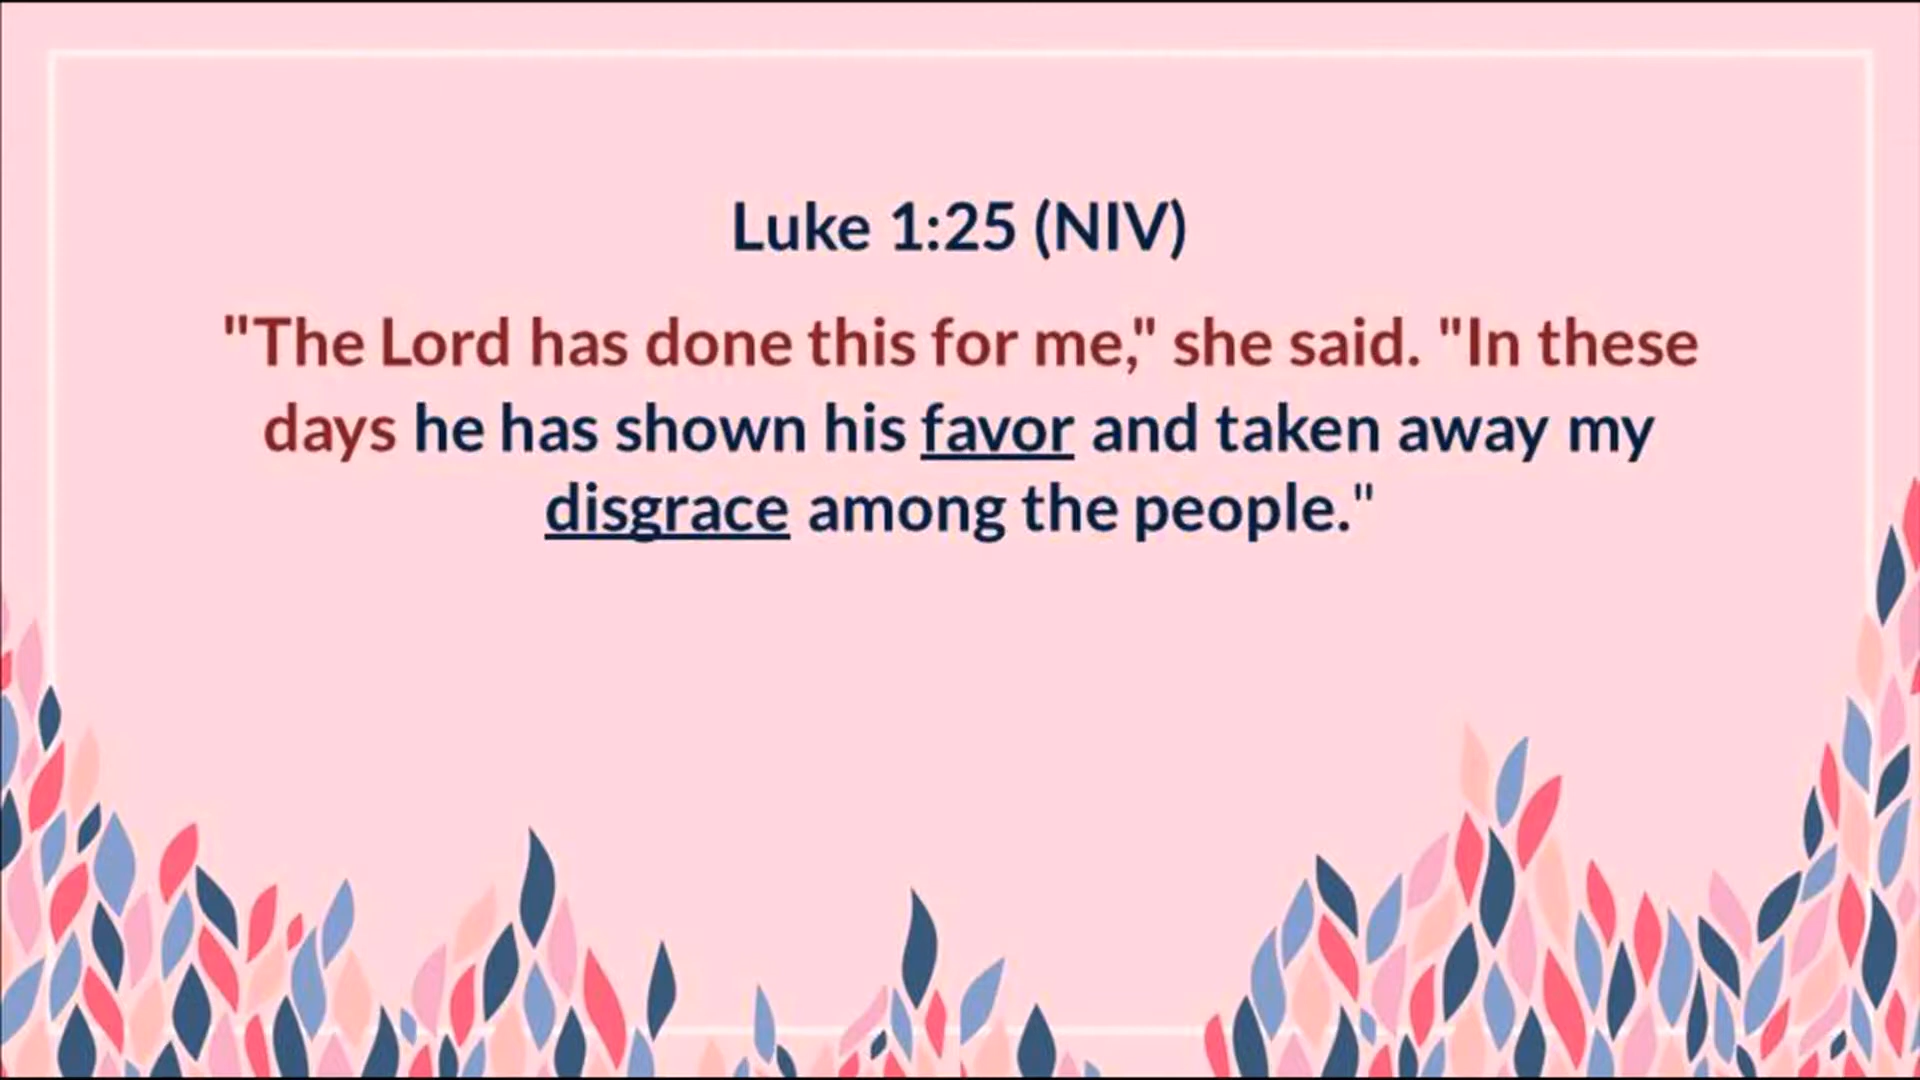 Luke 1:25 (NIV)
"The Lord has done this for me," she said. "In these
days he has shown his favor and taken away my
disgrace among the people."